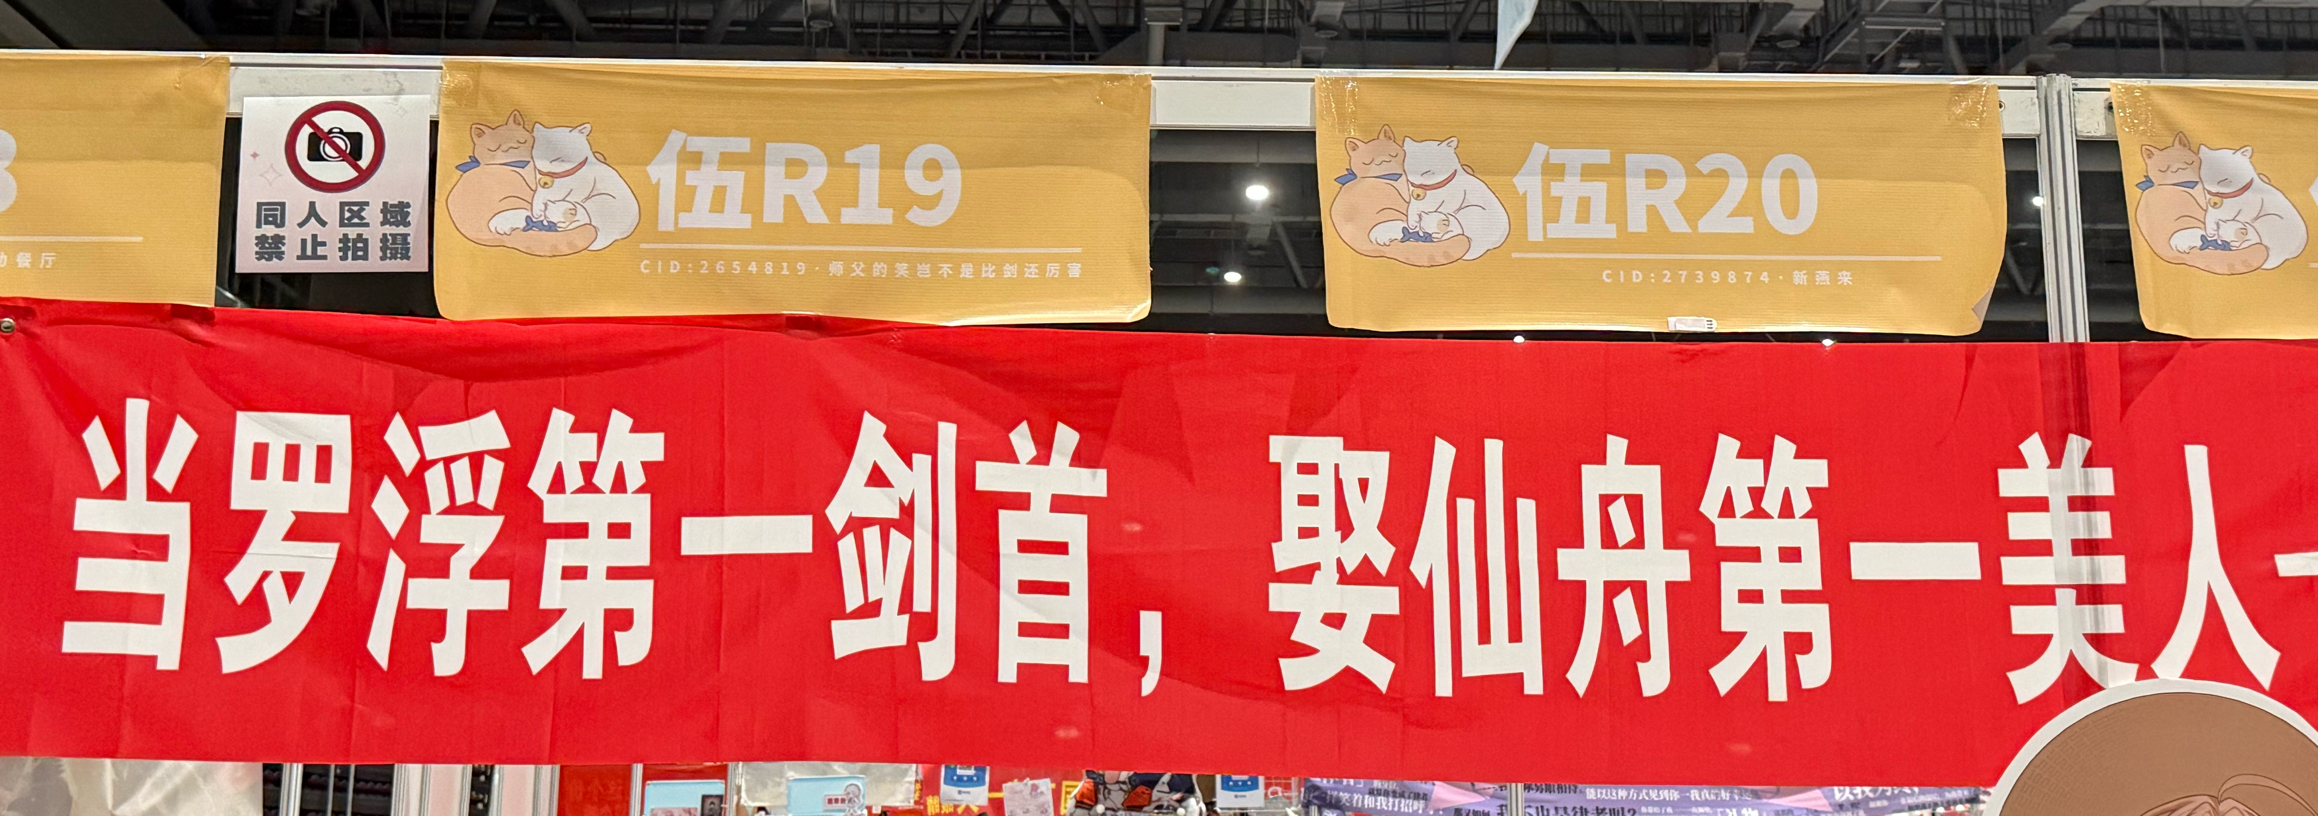 同人区域
禁止拍摄
伍R19
CID:2654819·师父的笑岂不是比剑还厉害
伍R20
CID:2739874·新燕来
餐厅
当罗浮第一剑首，娶仙舟第一美人